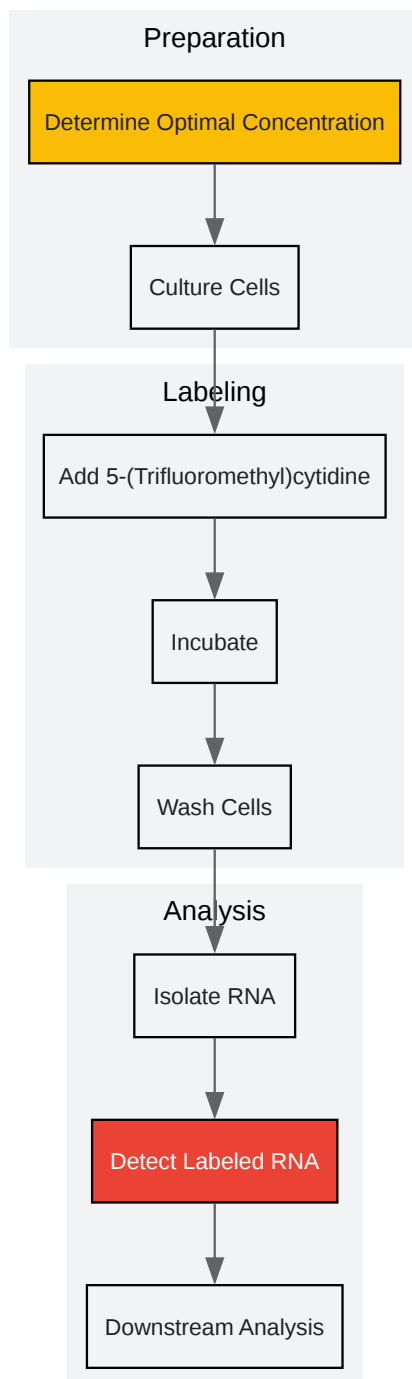 Preparation
Determine Optimal Concentration
Culture Cells
Labeling
Add 5-(Trifluoromethyl)cytidine
Incubate
Wash Cells
Analysis
Isolate RNA
Detect Labeled RNA
Downstream Analysis